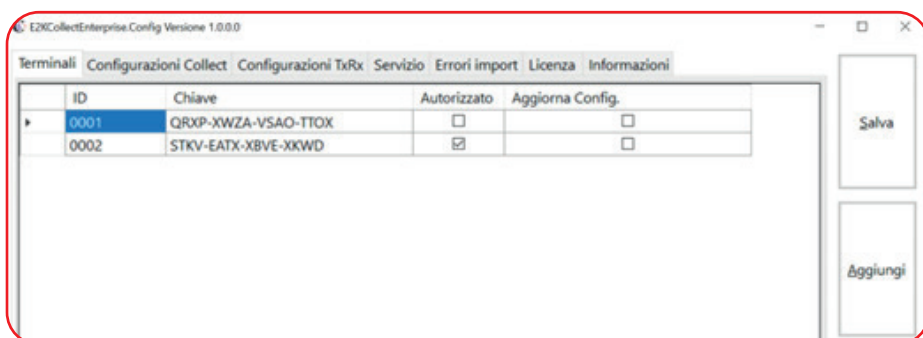 E2KCollectEnterprise.Config Versione 1.0.0.0
Terminali Configurazioni Collect Configurazioni TxRx Servizio Errori import Licenza Informazioni
ID Chiave Autorizzato Aggiorna Config.
0001 QRXP-XWZA-VSAO-TTOX
0002 STKV-EATX-XBVE-XKWD
Salva
Aggiungi